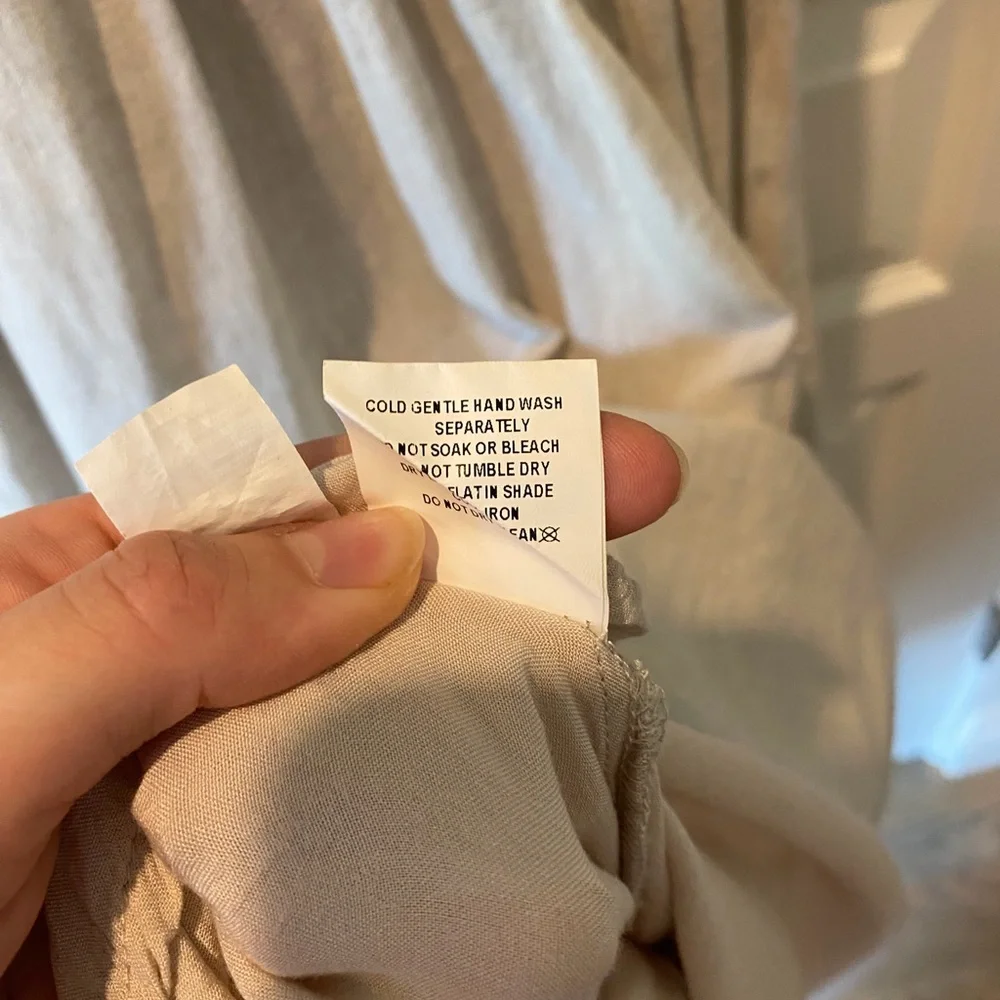 COLD GENTLE HAND WASH
SEPARATELY
NOT SOAK OR BLEACH
NOT TUMBLE DRY
FLAT IN SHADE
DO NOT IRON